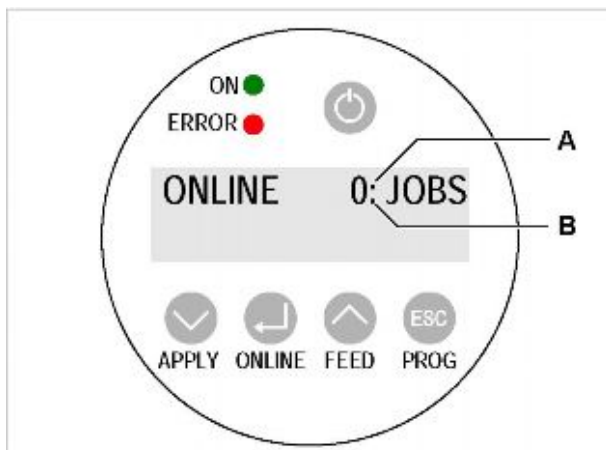 ON
ERROR
A
ONLINE 0: JOBS
B
ESC
APPLY ONLINE FEED PROG